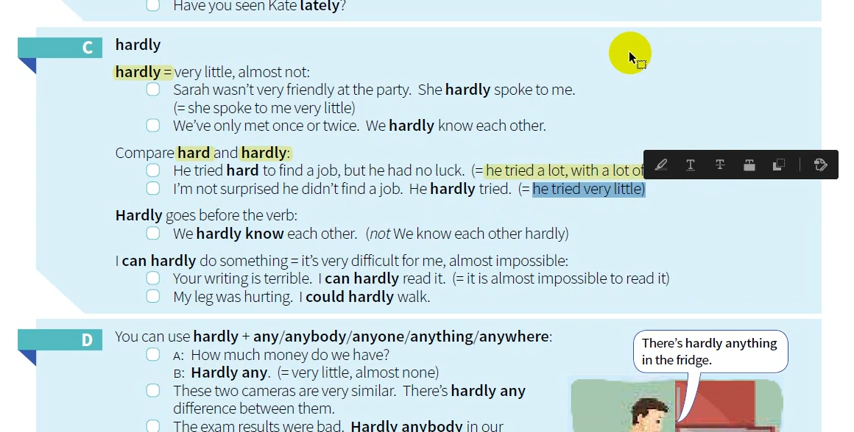 Have you seen Kate lately?
C
hardly
hardly = very little, almost not:
Sarah wasn't very friendly at the party. She hardly spoke to me.
(= she spoke to me very little)
We've only met once or twice. We hardly know each other.
Compare hard and hardly:
He tried hard to find a job, but he had no luck. (= he tried a lot, with a lot of
I'm not surprised he didn't find a job. He hardly tried. (= he tried very little)
Hardly goes before the verb:
We hardly know each other. (not We know each other hardly)
I can hardly do something = it's very difficult for me, almost impossible:
Your writing is terrible. I can hardly read it. (= it is almost impossible to read it)
My leg was hurting. I could hardly walk.
D
You can use hardly + any/anybody/anyone/anything/anywhere:
A: How much money do we have?
B: Hardly any. (= very little, almost none)
These two cameras are very similar. There's hardly any
difference between them.
The exam results were bad. Hardly anybody in our
There's hardly anything
in the fridge.